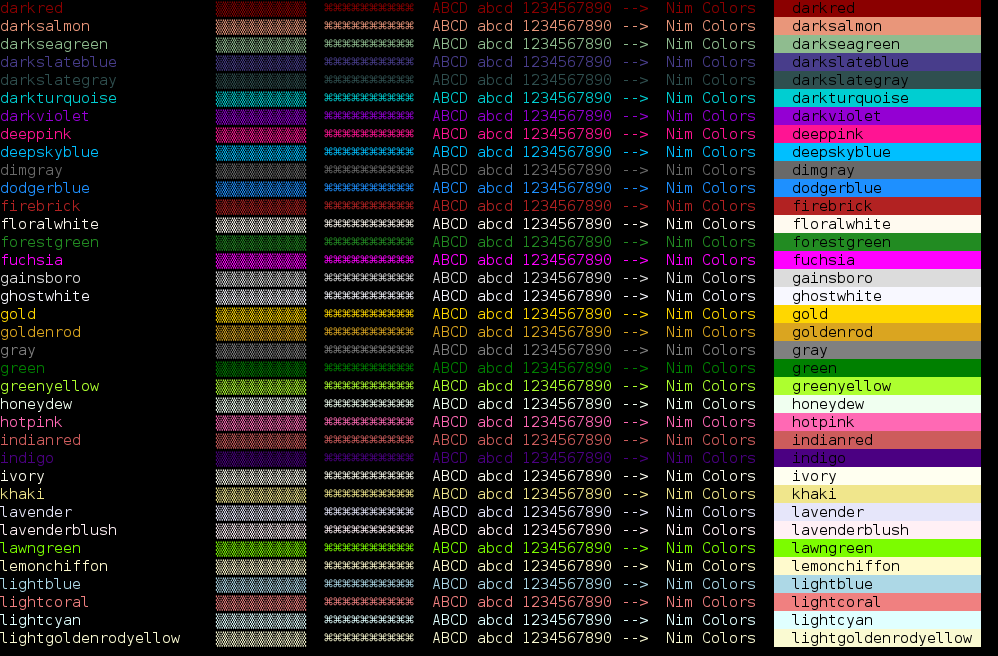 darkred ▒▒▒▒▒▒▒▒▒▒ ⌘⌘⌘⌘⌘⌘⌘⌘⌘⌘ ABCD abcd 1234567890 --> Nim Colors darkred
darksalmon ▒▒▒▒▒▒▒▒▒▒ ⌘⌘⌘⌘⌘⌘⌘⌘⌘⌘ ABCD abcd 1234567890 --> Nim Colors darksalmon
darkseagreen ▒▒▒▒▒▒▒▒▒▒ ⌘⌘⌘⌘⌘⌘⌘⌘⌘⌘ ABCD abcd 1234567890 --> Nim Colors darkseagreen
darkslateblue ▒▒▒▒▒▒▒▒▒▒ ⌘⌘⌘⌘⌘⌘⌘⌘⌘⌘ ABCD abcd 1234567890 --> Nim Colors darkslateblue
darkslategray ▒▒▒▒▒▒▒▒▒▒ ⌘⌘⌘⌘⌘⌘⌘⌘⌘⌘ ABCD abcd 1234567890 --> Nim Colors darkslategray
darkturquoise ▒▒▒▒▒▒▒▒▒▒ ⌘⌘⌘⌘⌘⌘⌘⌘⌘⌘ ABCD abcd 1234567890 --> Nim Colors darkturquoise
darkviolet ▒▒▒▒▒▒▒▒▒▒ ⌘⌘⌘⌘⌘⌘⌘⌘⌘⌘ ABCD abcd 1234567890 --> Nim Colors darkviolet
deeppink ▒▒▒▒▒▒▒▒▒▒ ⌘⌘⌘⌘⌘⌘⌘⌘⌘⌘ ABCD abcd 1234567890 --> Nim Colors deeppink
deepskyblue ▒▒▒▒▒▒▒▒▒▒ ⌘⌘⌘⌘⌘⌘⌘⌘⌘⌘ ABCD abcd 1234567890 --> Nim Colors deepskyblue
dimgray ▒▒▒▒▒▒▒▒▒▒ ⌘⌘⌘⌘⌘⌘⌘⌘⌘⌘ ABCD abcd 1234567890 --> Nim Colors dimgray
dodgerblue ▒▒▒▒▒▒▒▒▒▒ ⌘⌘⌘⌘⌘⌘⌘⌘⌘⌘ ABCD abcd 1234567890 --> Nim Colors dodgerblue
firebrick ▒▒▒▒▒▒▒▒▒▒ ⌘⌘⌘⌘⌘⌘⌘⌘⌘⌘ ABCD abcd 1234567890 --> Nim Colors firebrick
floralwhite ▒▒▒▒▒▒▒▒▒▒ ⌘⌘⌘⌘⌘⌘⌘⌘⌘⌘ ABCD abcd 1234567890 --> Nim Colors floralwhite
forestgreen ▒▒▒▒▒▒▒▒▒▒ ⌘⌘⌘⌘⌘⌘⌘⌘⌘⌘ ABCD abcd 1234567890 --> Nim Colors forestgreen
fuchsia ▒▒▒▒▒▒▒▒▒▒ ⌘⌘⌘⌘⌘⌘⌘⌘⌘⌘ ABCD abcd 1234567890 --> Nim Colors fuchsia
gainsboro ▒▒▒▒▒▒▒▒▒▒ ⌘⌘⌘⌘⌘⌘⌘⌘⌘⌘ ABCD abcd 1234567890 --> Nim Colors gainsboro
ghostwhite ▒▒▒▒▒▒▒▒▒▒ ⌘⌘⌘⌘⌘⌘⌘⌘⌘⌘ ABCD abcd 1234567890 --> Nim Colors ghostwhite
gold ▒▒▒▒▒▒▒▒▒▒ ⌘⌘⌘⌘⌘⌘⌘⌘⌘⌘ ABCD abcd 1234567890 --> Nim Colors gold
goldenrod ▒▒▒▒▒▒▒▒▒▒ ⌘⌘⌘⌘⌘⌘⌘⌘⌘⌘ ABCD abcd 1234567890 --> Nim Colors goldenrod
gray ▒▒▒▒▒▒▒▒▒▒ ⌘⌘⌘⌘⌘⌘⌘⌘⌘⌘ ABCD abcd 1234567890 --> Nim Colors gray
green ▒▒▒▒▒▒▒▒▒▒ ⌘⌘⌘⌘⌘⌘⌘⌘⌘⌘ ABCD abcd 1234567890 --> Nim Colors green
greenyellow ▒▒▒▒▒▒▒▒▒▒ ⌘⌘⌘⌘⌘⌘⌘⌘⌘⌘ ABCD abcd 1234567890 --> Nim Colors greenyellow
honeydew ▒▒▒▒▒▒▒▒▒▒ ⌘⌘⌘⌘⌘⌘⌘⌘⌘⌘ ABCD abcd 1234567890 --> Nim Colors honeydew
hotpink ▒▒▒▒▒▒▒▒▒▒ ⌘⌘⌘⌘⌘⌘⌘⌘⌘⌘ ABCD abcd 1234567890 --> Nim Colors hotpink
indianred ▒▒▒▒▒▒▒▒▒▒ ⌘⌘⌘⌘⌘⌘⌘⌘⌘⌘ ABCD abcd 1234567890 --> Nim Colors indianred
indigo ▒▒▒▒▒▒▒▒▒▒ ⌘⌘⌘⌘⌘⌘⌘⌘⌘⌘ ABCD abcd 1234567890 --> Nim Colors indigo
ivory ▒▒▒▒▒▒▒▒▒▒ ⌘⌘⌘⌘⌘⌘⌘⌘⌘⌘ ABCD abcd 1234567890 --> Nim Colors ivory
khaki ▒▒▒▒▒▒▒▒▒▒ ⌘⌘⌘⌘⌘⌘⌘⌘⌘⌘ ABCD abcd 1234567890 --> Nim Colors khaki
lavender ▒▒▒▒▒▒▒▒▒▒ ⌘⌘⌘⌘⌘⌘⌘⌘⌘⌘ ABCD abcd 1234567890 --> Nim Colors lavender
lavenderblush ▒▒▒▒▒▒▒▒▒▒ ⌘⌘⌘⌘⌘⌘⌘⌘⌘⌘ ABCD abcd 1234567890 --> Nim Colors lavenderblush
lawngreen ▒▒▒▒▒▒▒▒▒▒ ⌘⌘⌘⌘⌘⌘⌘⌘⌘⌘ ABCD abcd 1234567890 --> Nim Colors lawngreen
lemonchiffon ▒▒▒▒▒▒▒▒▒▒ ⌘⌘⌘⌘⌘⌘⌘⌘⌘⌘ ABCD abcd 1234567890 --> Nim Colors lemonchiffon
lightblue ▒▒▒▒▒▒▒▒▒▒ ⌘⌘⌘⌘⌘⌘⌘⌘⌘⌘ ABCD abcd 1234567890 --> Nim Colors lightblue
lightcoral ▒▒▒▒▒▒▒▒▒▒ ⌘⌘⌘⌘⌘⌘⌘⌘⌘⌘ ABCD abcd 1234567890 --> Nim Colors lightcoral
lightcyan ▒▒▒▒▒▒▒▒▒▒ ⌘⌘⌘⌘⌘⌘⌘⌘⌘⌘ ABCD abcd 1234567890 --> Nim Colors lightcyan
lightgoldenrodyellow ▒▒▒▒▒▒▒▒▒▒ ⌘⌘⌘⌘⌘⌘⌘⌘⌘⌘ ABCD abcd 1234567890 --> Nim Colors lightgoldenrodyellow